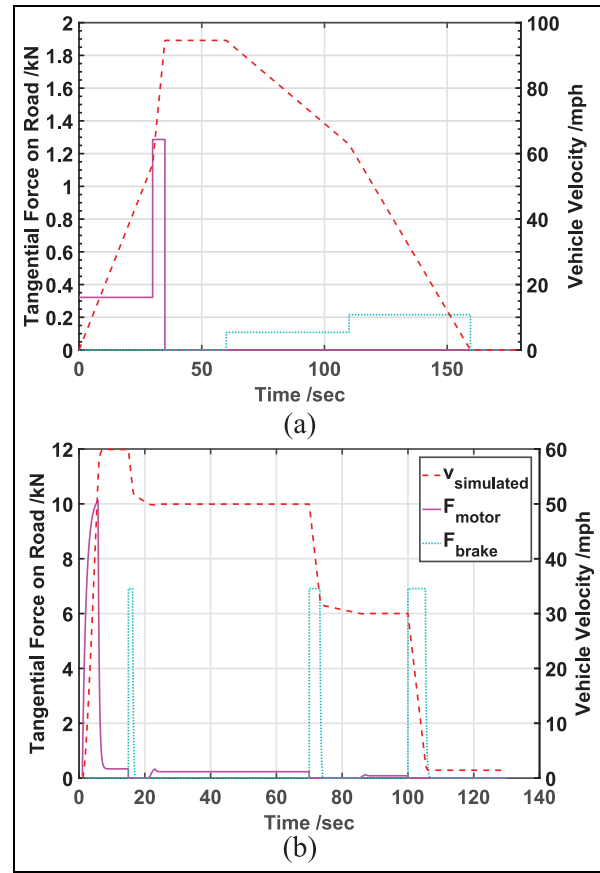 Tangential Force on Road /kN
2
1.8
1.6
1.4
1.2
1
0.8
0.6
0.4
0.2
0
100
80
60
40
20
0
Vehicle Velocity /mph
0 50 100 150
Time /sec
(a)
Tangential Force on Road /kN
12
10
8
6
4
2
0
v_simulated
F_motor
F_brake
60
50
40
30
20
10
0
Vehicle Velocity /mph
0 20 40 60 80 100 120 140
Time /sec
(b)